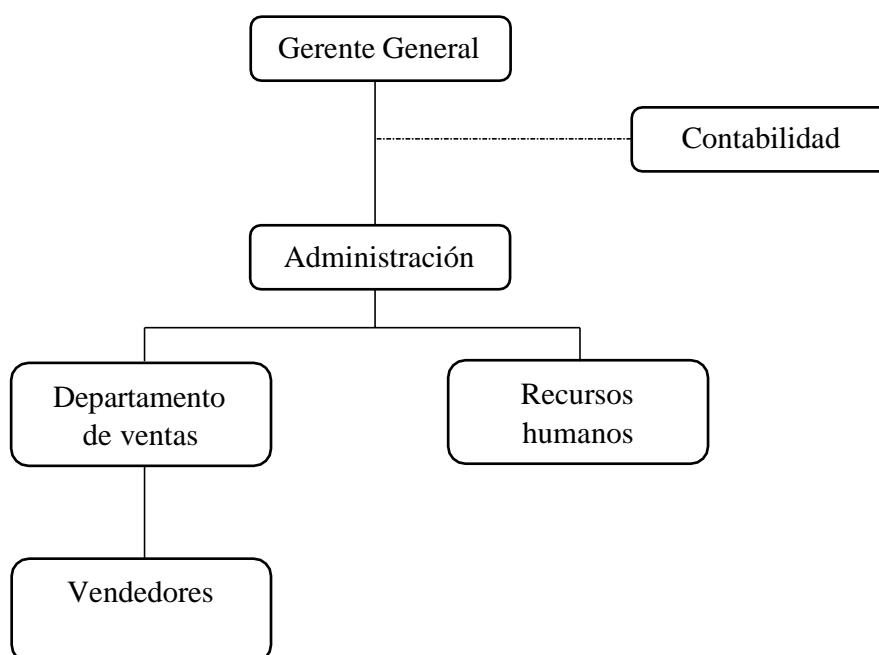 Gerente General
Contabilidad
Administración
Departamento
de ventas
Recursos
humanos
Vendedores